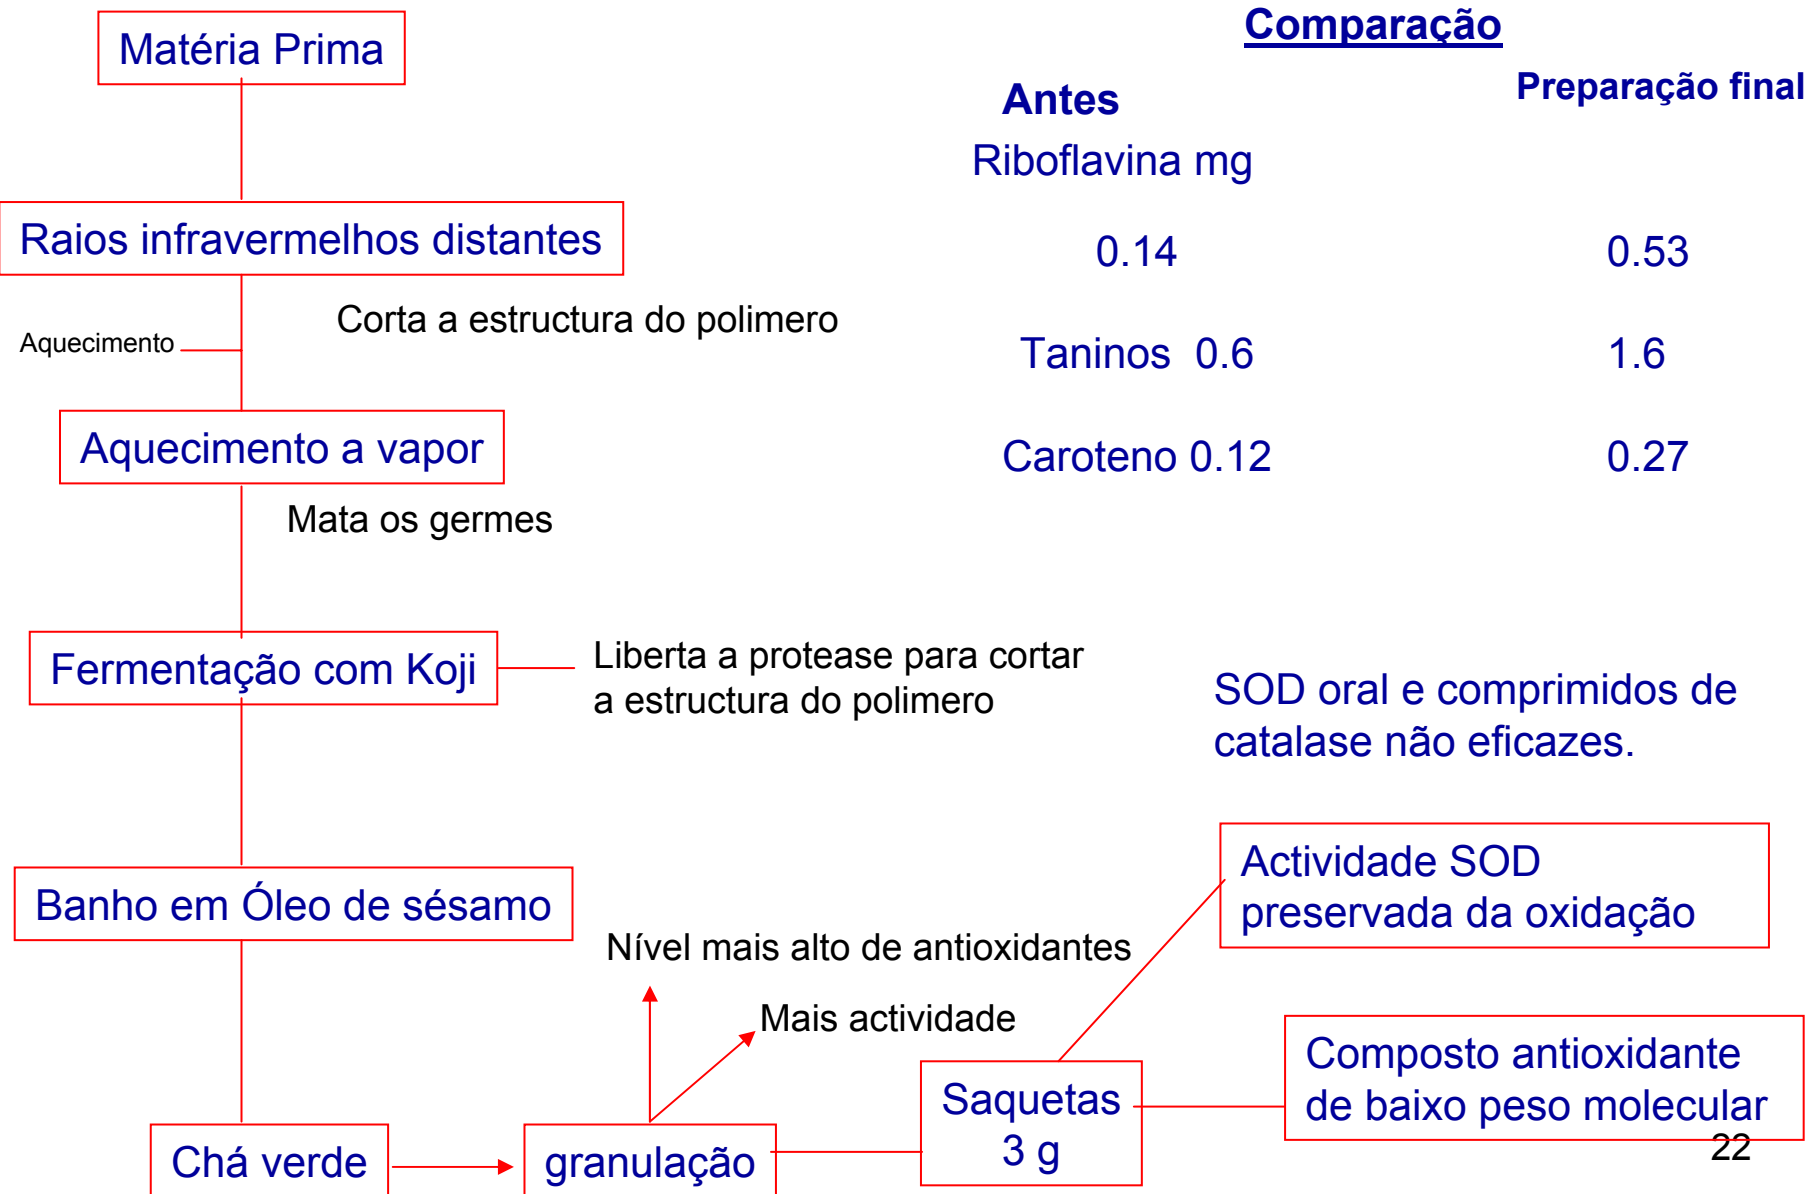 Matéria Prima
Raios infravermelhos distantes
Corta a estructura do polimero
Aquecimento
Aquecimento a vapor
Mata os germes
Fermentação com Koji
Liberta a protease para cortar
a estructura do polimero
Banho em Óleo de sésamo
Chá verde
granulação
Nível mais alto de antioxidantes
Mais actividade
Saquetas
3 g
Comparação
Antes
Preparação final
Riboflavina mg
0.14 0.53
Taninos 0.6 1.6
Caroteno 0.12 0.27
SOD oral e comprimidos de
catalase não eficazes.
Actividade SOD
preservada da oxidação
Composto antioxidante
de baixo peso molecular
22